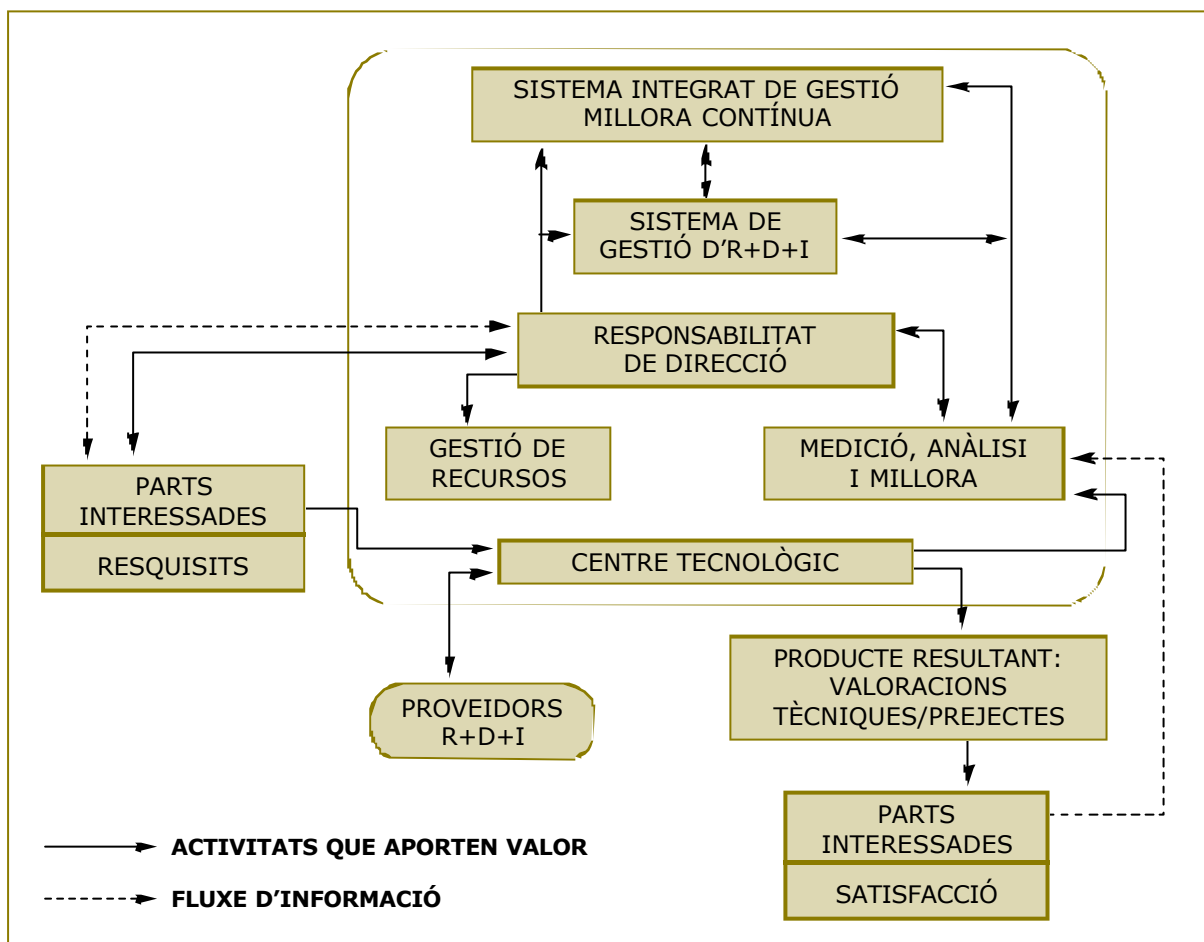 SISTEMA INTEGRAT DE GESTIÓ
MILLORA CONTÍNUA
SISTEMA DE
GESTIÓ D'R+D+I
RESPONSABILITAT
DE DIRECCIÓ
GESTIÓ DE
RECURSOS
MEDICIÓ, ANÀLISI
I MILLORA
PARTS
INTERESSADES
RESQUISITS
CENTRE TECNOLÒGIC
PROVEIDORS
R+D+I
PRODUCTE RESULTANT:
VALORACIONS
TÈCNIQUES/PREJECTES
PARTS
INTERESSADES
SATISFACCIÓ
ACTIVITATS QUE APORTEN VALOR
FLUXE D'INFORMACIÓ